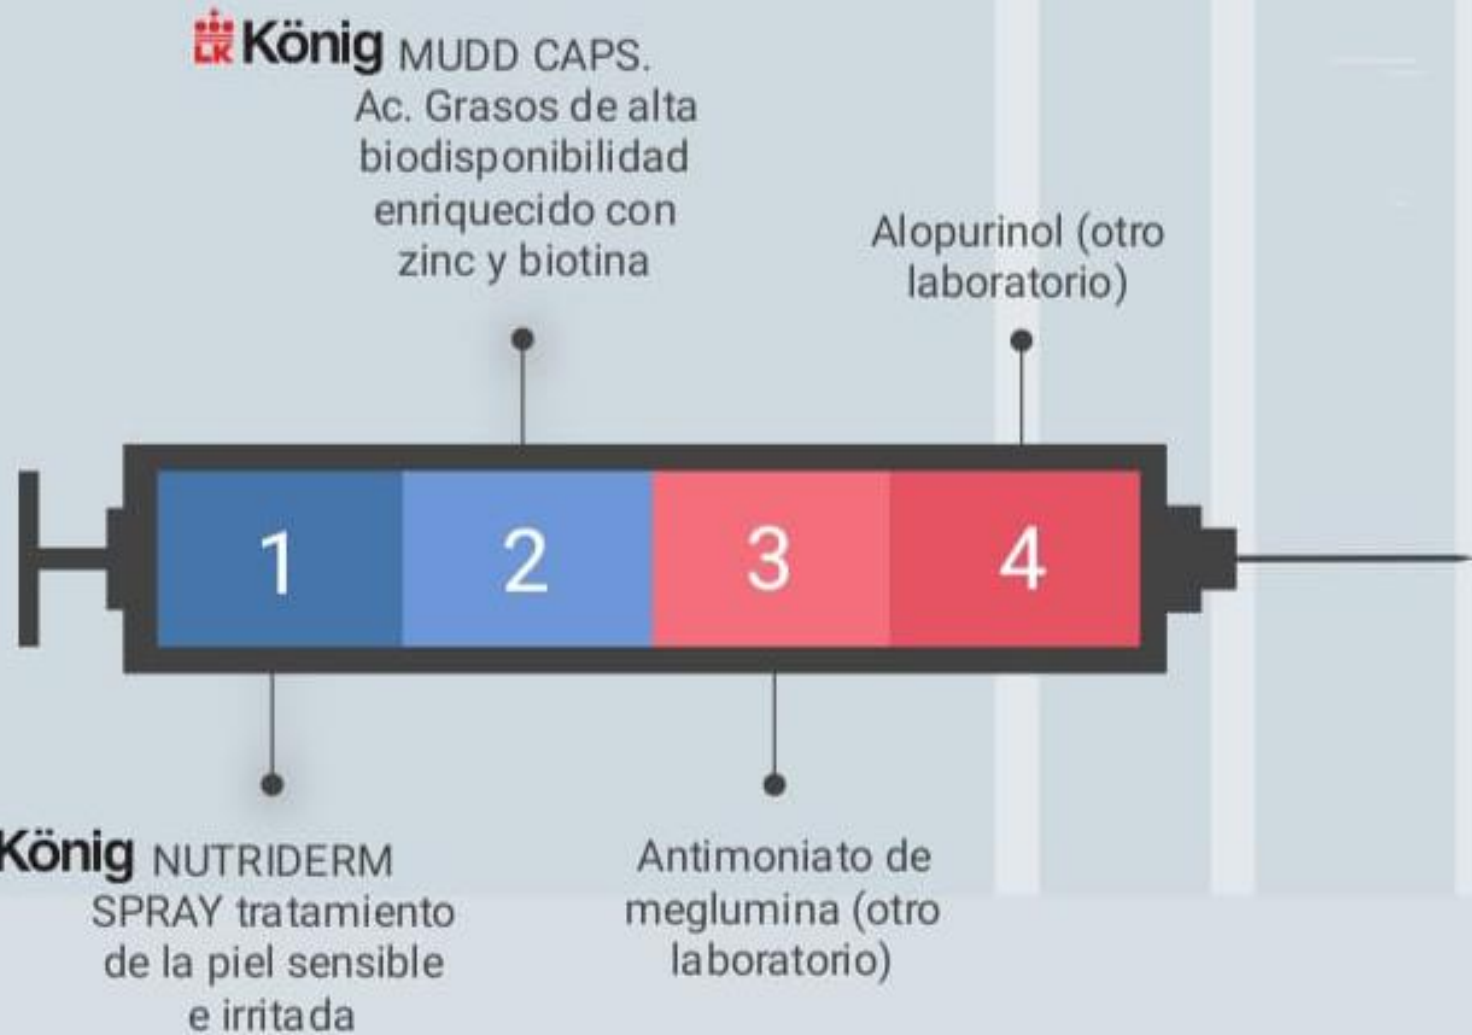 LK König MUDD CAPS.
Ac. Grasos de alta
biodisponibilidad
enriquecido con
zinc y biotina
Alopurinol (otro
laboratorio)
1 2 3 4
König NUTRIDERM
SPRAY tratamiento
de la piel sensible
e irritada
Antimoniato de
meglumina (otro
laboratorio)